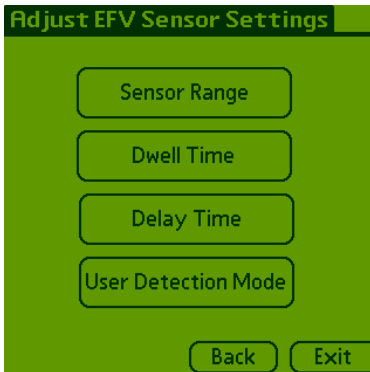 Adjust EFV Sensor Settings
Sensor Range
Dwell Time
Delay Time
User Detection Mode
Back Exit